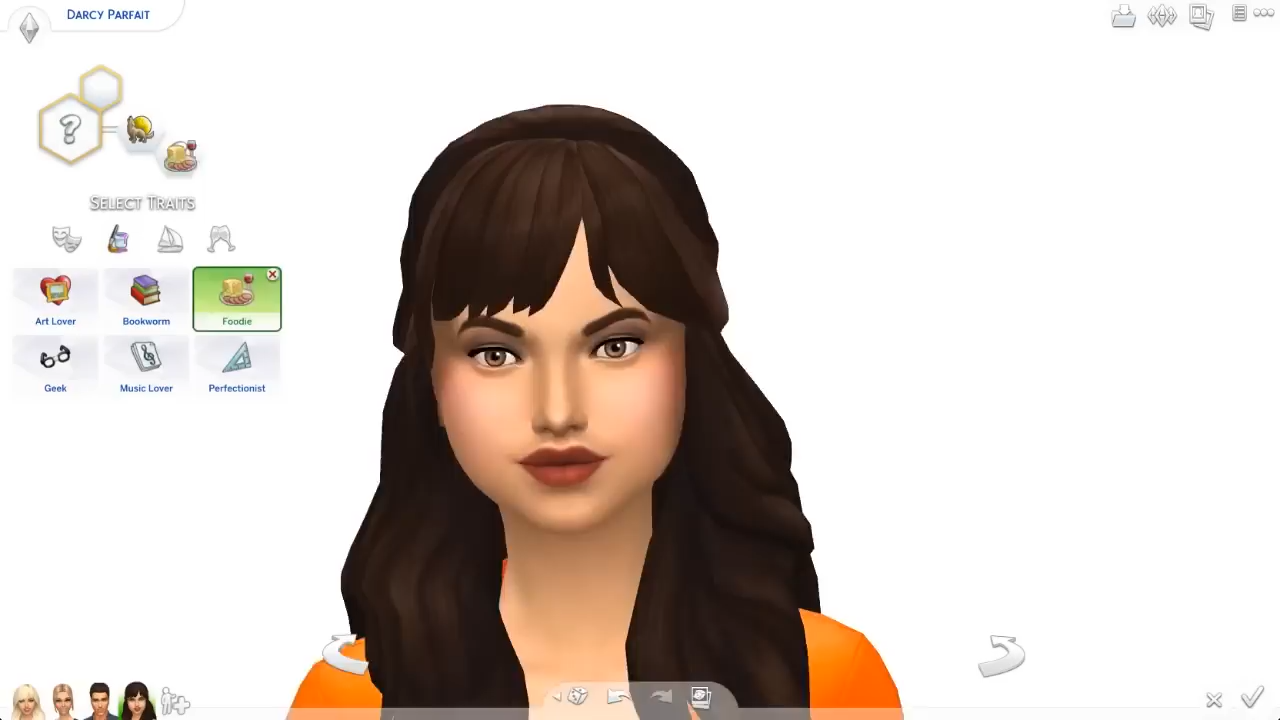 Darcy Parfait
?
Select Traits
Art Lover
Bookworm
Foodie
Geek
Music Lover
Perfectionist